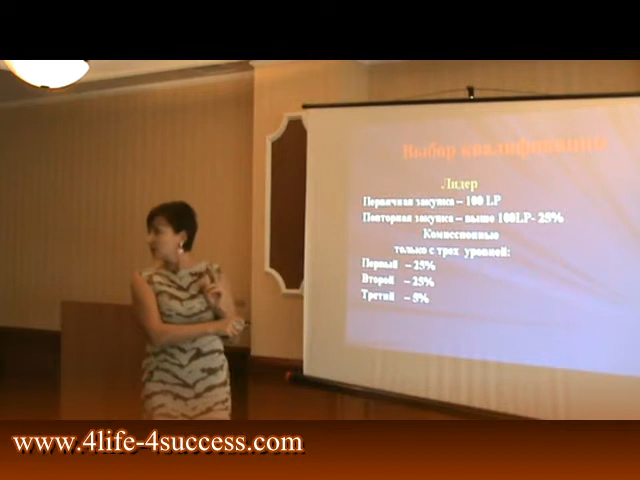 Выбор квалификации
Лидер
Первичная закупка – 100 LP
Повторная закупка – выше 100LP- 25%
Комиссионные
только с трех уровней:
Первый – 25%
Второй – 25%
Третий – 5%
www.4life-4success.com